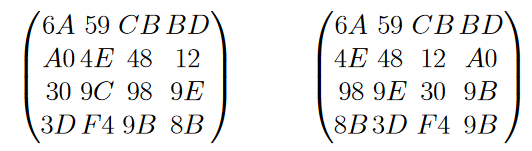 6A 59 CB BD 6A 59 CB BD
A0 4E 48 12 4E 48 12 A0
30 9C 98 9E 98 9E 30 9B
3D F4 9B 8B 8B 3D F4 9B